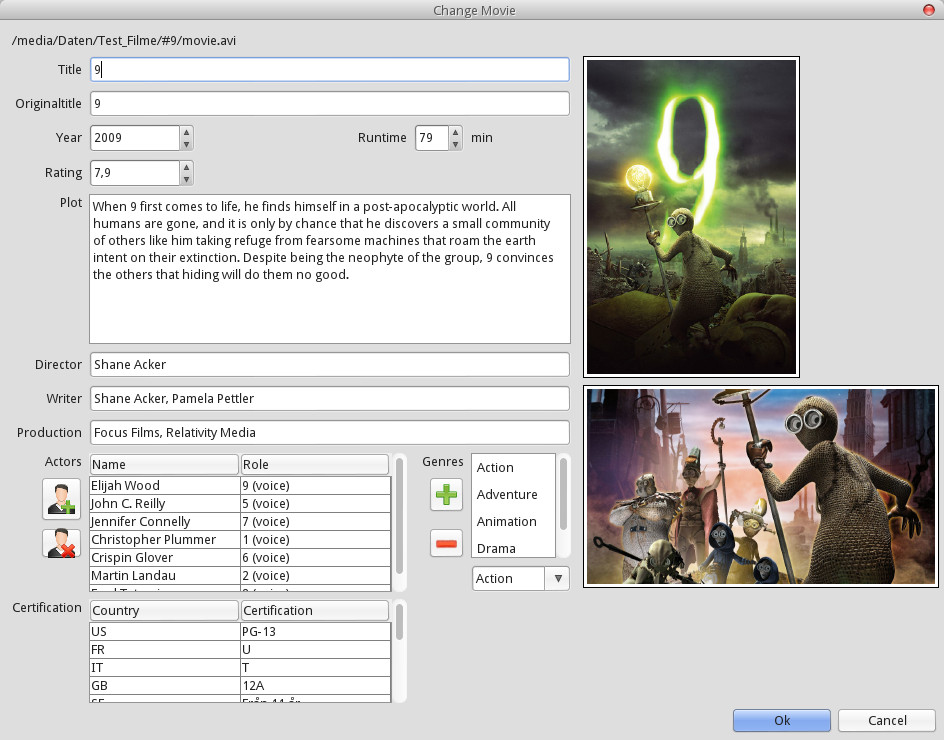 Change Movie
/media/Daten/Test_Filme/#9/movie.avi
Title 9
Originaltitle 9
Year 2009 Runtime 79 min
Rating 7,9
Plot When 9 first comes to life, he finds himself in a post-apocalyptic world. All
humans are gone, and it is only by chance that he discovers a small community
of others like him taking refuge from fearsome machines that roam the earth
intent on their extinction. Despite being the neophyte of the group, 9 convinces
the others that hiding will do them no good.
Director Shane Acker
Writer Shane Acker, Pamela Pettler
Production Focus Films, Relativity Media
Actors Name Role
Elijah Wood 9 (voice)
John C. Reilly 5 (voice)
Jennifer Connelly 7 (voice)
Christopher Plummer 1 (voice)
Crispin Glover 6 (voice)
Martin Landau 2 (voice)
Genres
Action
Adventure
Animation
Drama
Action
Certification Country Certification
US PG-13
FR U
IT T
GB 12A
9
Ok Cancel